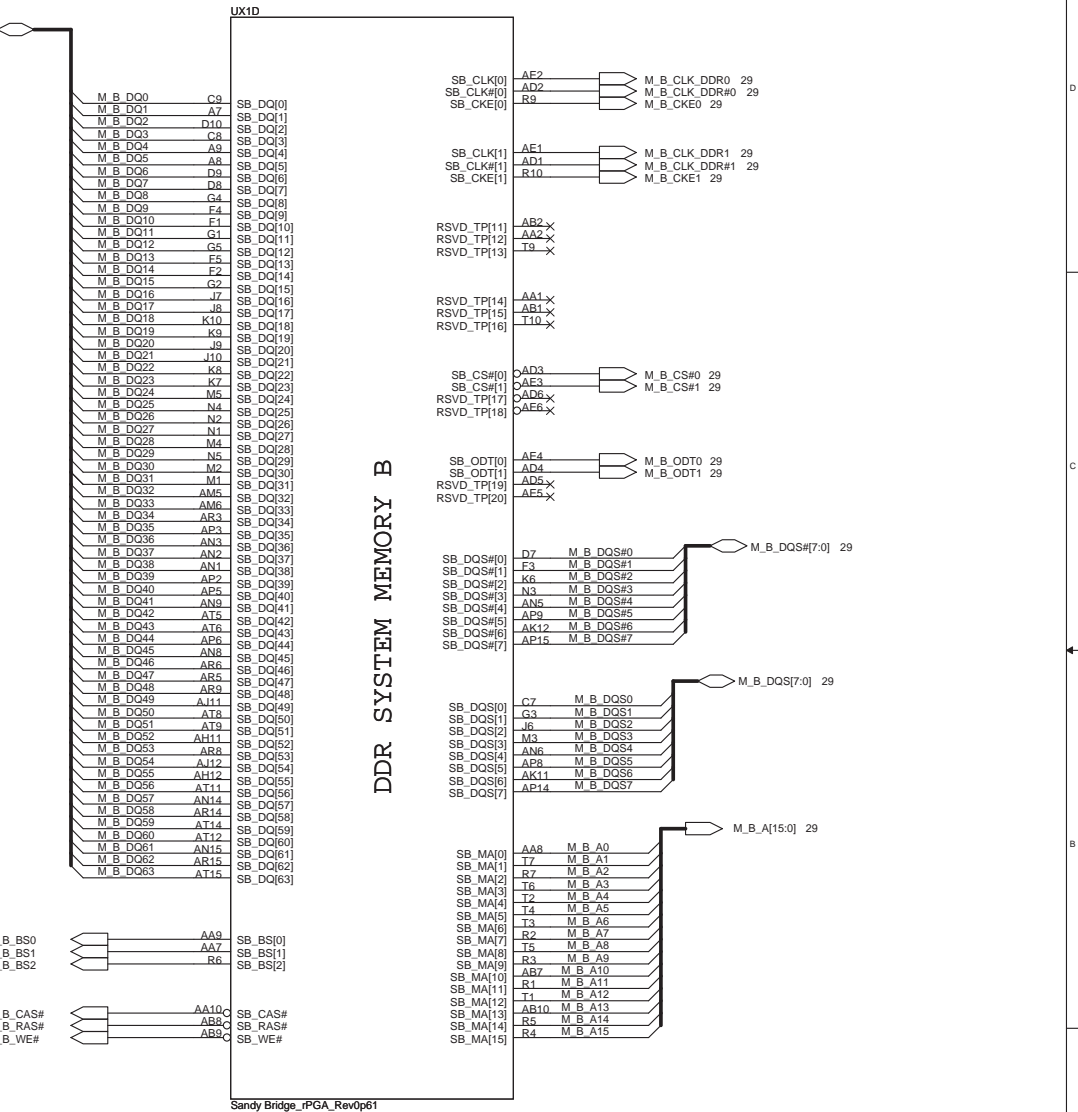 UX1D
M_B_DQ0 C9 SB_DQ[0]
M_B_DQ1 A7 SB_DQ[1]
M_B_DQ2 D10 SB_DQ[2]
M_B_DQ3 C8 SB_DQ[3]
M_B_DQ4 A9 SB_DQ[4]
M_B_DQ5 A8 SB_DQ[5]
M_B_DQ6 D9 SB_DQ[6]
M_B_DQ7 D8 SB_DQ[7]
M_B_DQ8 G4 SB_DQ[8]
M_B_DQ9 F4 SB_DQ[9]
M_B_DQ10 F1 SB_DQ[10]
M_B_DQ11 G1 SB_DQ[11]
M_B_DQ12 G5 SB_DQ[12]
M_B_DQ13 F5 SB_DQ[13]
M_B_DQ14 F2 SB_DQ[14]
M_B_DQ15 G2 SB_DQ[15]
M_B_DQ16 J7 SB_DQ[16]
M_B_DQ17 J8 SB_DQ[17]
M_B_DQ18 K10 SB_DQ[18]
M_B_DQ19 K9 SB_DQ[19]
M_B_DQ20 J9 SB_DQ[20]
M_B_DQ21 J10 SB_DQ[21]
M_B_DQ22 K8 SB_DQ[22]
M_B_DQ23 K7 SB_DQ[23]
M_B_DQ24 M5 SB_DQ[24]
M_B_DQ25 N4 SB_DQ[25]
M_B_DQ26 N2 SB_DQ[26]
M_B_DQ27 N1 SB_DQ[27]
M_B_DQ28 M4 SB_DQ[28]
M_B_DQ29 N5 SB_DQ[29]
M_B_DQ30 M2 SB_DQ[30]
M_B_DQ31 M1 SB_DQ[31]
M_B_DQ32 AM5 SB_DQ[32]
M_B_DQ33 AM6 SB_DQ[33]
M_B_DQ34 AR3 SB_DQ[34]
M_B_DQ35 AP3 SB_DQ[35]
M_B_DQ36 AN3 SB_DQ[36]
M_B_DQ37 AN2 SB_DQ[37]
M_B_DQ38 AN1 SB_DQ[38]
M_B_DQ39 AP2 SB_DQ[39]
M_B_DQ40 AP5 SB_DQ[40]
M_B_DQ41 AN9 SB_DQ[41]
M_B_DQ42 AT5 SB_DQ[42]
M_B_DQ43 AT6 SB_DQ[43]
M_B_DQ44 AP6 SB_DQ[44]
M_B_DQ45 AN8 SB_DQ[45]
M_B_DQ46 AR6 SB_DQ[46]
M_B_DQ47 AR5 SB_DQ[47]
M_B_DQ48 AR9 SB_DQ[48]
M_B_DQ49 AJ11 SB_DQ[49]
M_B_DQ50 AT8 SB_DQ[50]
M_B_DQ51 AT9 SB_DQ[51]
M_B_DQ52 AH11 SB_DQ[52]
M_B_DQ53 AR8 SB_DQ[53]
M_B_DQ54 AJ12 SB_DQ[54]
M_B_DQ55 AH12 SB_DQ[55]
M_B_DQ56 AT11 SB_DQ[56]
M_B_DQ57 AN14 SB_DQ[57]
M_B_DQ58 AR14 SB_DQ[58]
M_B_DQ59 AT14 SB_DQ[59]
M_B_DQ60 AT12 SB_DQ[60]
M_B_DQ61 AN15 SB_DQ[61]
M_B_DQ62 AR15 SB_DQ[62]
M_B_DQ63 AT15 SB_DQ[63]
_B_BS0 AA9 SB_BS[0]
_B_BS1 AA7 SB_BS[1]
_B_BS2 R6 SB_BS[2]
_B_CAS# AA10 SB_CAS#
_B_RAS# AB8 SB_RAS#
_B_WE# AB9 SB_WE#
DDR SYSTEM MEMORY B
SB_CLK[0] AE2 M_B_CLK_DDR0 29
SB_CLK#[0] AD2 M_B_CLK_DDR#0 29
SB_CKE[0] R9 M_B_CKE0 29
SB_CLK[1] AE1 M_B_CLK_DDR1 29
SB_CLK#[1] AD1 M_B_CLK_DDR#1 29
SB_CKE[1] R10 M_B_CKE1 29
RSVD_TP[11] AB2
RSVD_TP[12] AA2
RSVD_TP[13] T9
RSVD_TP[14] AA1
RSVD_TP[15] AB1
RSVD_TP[16] T10
SB_CS#[0] AD3 M_B_CS#0 29
SB_CS#[1] AE3 M_B_CS#1 29
RSVD_TP[17] AD6
RSVD_TP[18] AE6
SB_ODT[0] AE4 M_B_ODT0 29
SB_ODT[1] AD4 M_B_ODT1 29
RSVD_TP[19] AD5
RSVD_TP[20] AE5
M_B_DQS#[7:0] 29
SB_DQS#[0] D7 M_B_DQS#0
SB_DQS#[1] F3 M_B_DQS#1
SB_DQS#[2] K6 M_B_DQS#2
SB_DQS#[3] N3 M_B_DQS#3
SB_DQS#[4] AN5 M_B_DQS#4
SB_DQS#[5] AP9 M_B_DQS#5
SB_DQS#[6] AK12 M_B_DQS#6
SB_DQS#[7] AP15 M_B_DQS#7
M_B_DQS[7:0] 29
SB_DQS[0] C7 M_B_DQS0
SB_DQS[1] G3 M_B_DQS1
SB_DQS[2] J6 M_B_DQS2
SB_DQS[3] M3 M_B_DQS3
SB_DQS[4] AN6 M_B_DQS4
SB_DQS[5] AP8 M_B_DQS5
SB_DQS[6] AK11 M_B_DQS6
SB_DQS[7] AP14 M_B_DQS7
M_B_A[15:0] 29
SB_MA[0] AA8 M_B_A0
SB_MA[1] T7 M_B_A1
SB_MA[2] R7 M_B_A2
SB_MA[3] T6 M_B_A3
SB_MA[4] T2 M_B_A4
SB_MA[5] T4 M_B_A5
SB_MA[6] T3 M_B_A6
SB_MA[7] R2 M_B_A7
SB_MA[8] T5 M_B_A8
SB_MA[9] R3 M_B_A9
SB_MA[10] AB7 M_B_A10
SB_MA[11] R1 M_B_A11
SB_MA[12] T1 M_B_A12
SB_MA[13] AB10 M_B_A13
SB_MA[14] R5 M_B_A14
SB_MA[15] R4 M_B_A15
Sandy Bridge_rPGA_Rev0p61
D
C
B